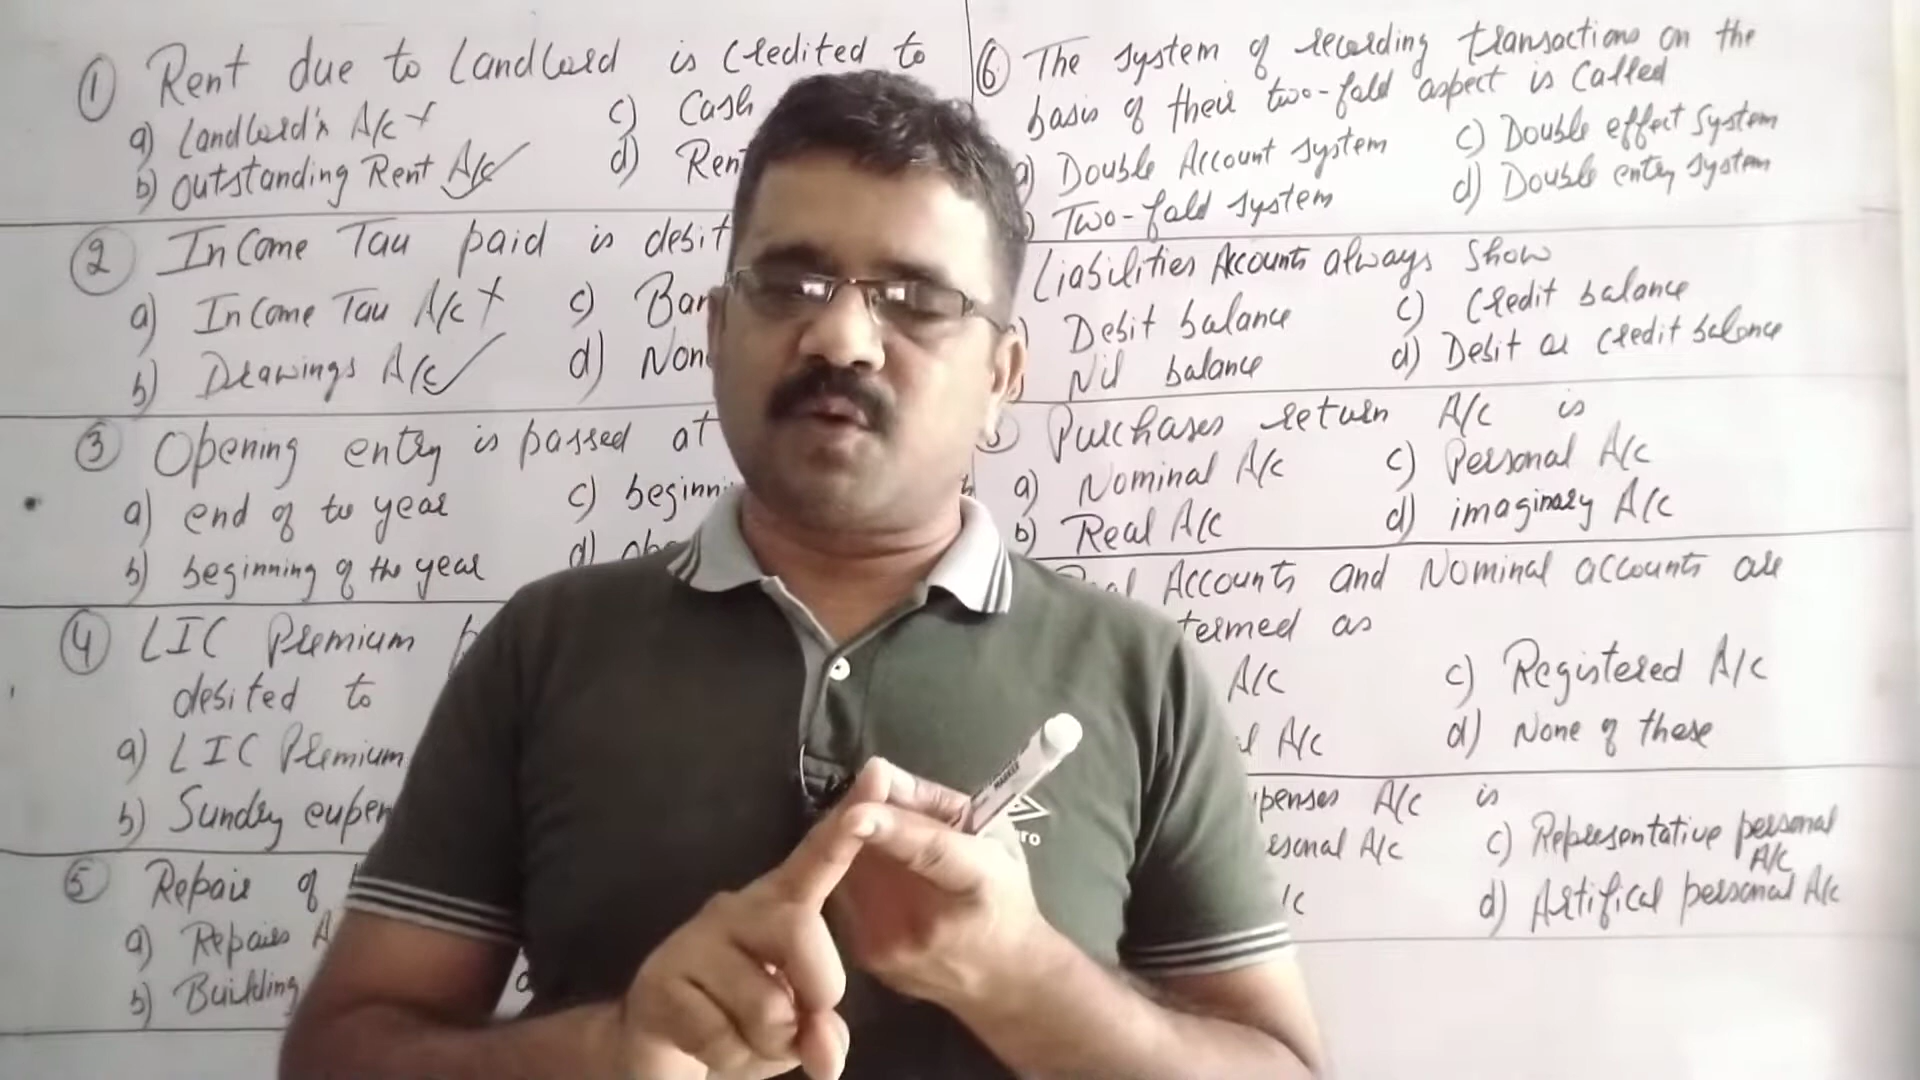 ① Rent due to Landlord is Credited to
a) Landlord's A/c ×
c) Cash
b) Outstanding Rent A/c ✓
d) Rent
② InCome Tax paid is debit
a) InCome Tax A/c ×
c) Ban
b) Drawings A/c ✓
d) Non
③ Opening entry is passed at
a) end of the year
c) beginni
b) beginning of the year
d)
④ LIC Premium
debited to
a) LIC Premium
b) Sundry expen
⑤ Repair of
a) Repairs A
b) Building
⑥ The system of recording transactions on the
basis of their two-fold aspect is Called
a) Double Account system
c) Double effect system
Two-fold system
d) Double entry system
Liabilities Accounts always Show
Debit balance
c) Credit balance
Nil balance
d) Debit or credit balance
Purchases return A/c is
a) Nominal A/c
c) Personal A/c
b) Real A/c
d) imaginary A/c
Accounts and Nominal accounts are
termed as
A/c
c) Registered A/c
A/c
d) None of these
penses A/c is
esonal A/c
c) Representative personal
A/c
/c
d) Artifical personal A/c
MARKER
ro